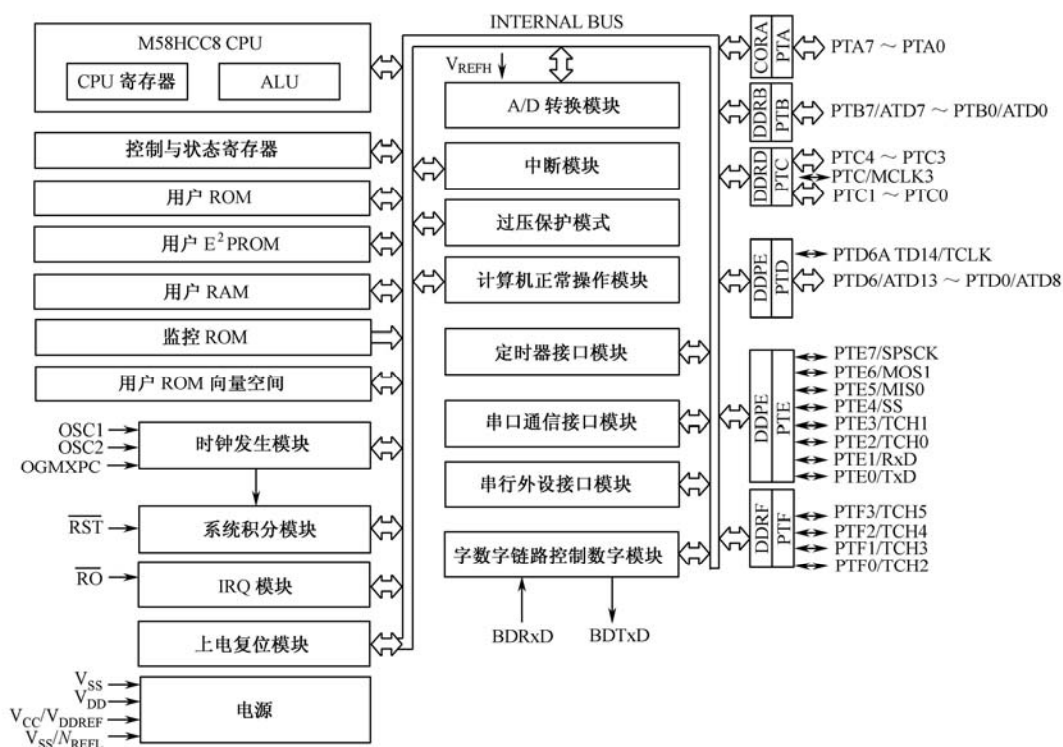 INTERNAL BUS
M58HCC8 CPU
CPU 寄存器
ALU
控制与状态寄存器
用户 ROM
用户 E²PROM
用户 RAM
监控 ROM
用户 ROM 向量空间
OSC1
OSC2
OGMXPC
时钟发生模块
RST
系统积分模块
RO
IRQ 模块
上电复位模块
VSS
VDD
VCC/VDDREF
VSS/NREFL
电源
VREFH
A/D 转换模块
中断模块
过压保护模式
计算机正常操作模块
定时器接口模块
串口通信接口模块
串行外设接口模块
字数字链路控制数字模块
BDRxD
BDTxD
CORA
PTA
PTA7 ～ PTA0
DDRB
PTB
PTB7/ATD7 ～ PTB0/ATD0
DDRD
PTC
PTC4 ～ PTC3
PTC/MCLK3
PTC1 ～ PTC0
DDPE
PTD
PTD6A TD14/TCLK
PTD6/ATD13 ～ PTD0/ATD8
DDPE
PTE
PTE7/SPSCK
PTE6/MOS1
PTE5/MIS0
PTE4/SS
PTE3/TCH1
PTE2/TCH0
PTE1/RxD
PTE0/TxD
DDRF
PTF
PTF3/TCH5
PTF2/TCH4
PTF1/TCH3
PTF0/TCH2